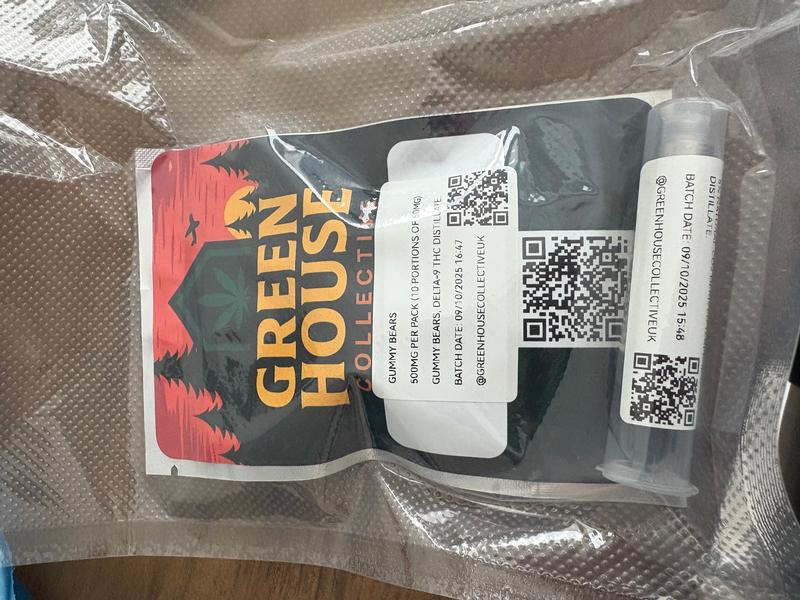 GREEN
HOUSE
COLLECTI
GUMMY BEARS
500MG PER PACK (10 PORTIONS OF 50MG)
GUMMY BEARS, DELTA-9 THC DISTILLATE
BATCH DATE: 09/10/2025 16:47
@GREENHOUSECOLLECTIVEUK
DISTILLATE
BATCH DATE: 09/10/2025 15:48
@GREENHOUSECOLLECTIVEUK